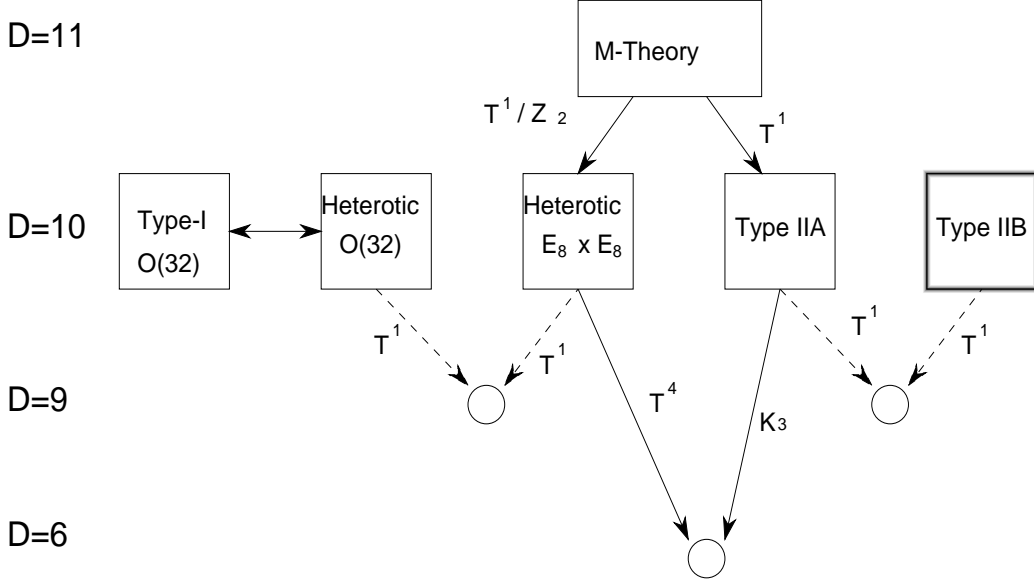 D=11
M-Theory
T¹ / Z ₂
T¹
D=10
Type-I
O(32)
Heterotic
O(32)
Heterotic
E₈ x E₈
Type IIA
Type IIB
T¹
T¹
T¹
T¹
D=9
T⁴
K₃
D=6